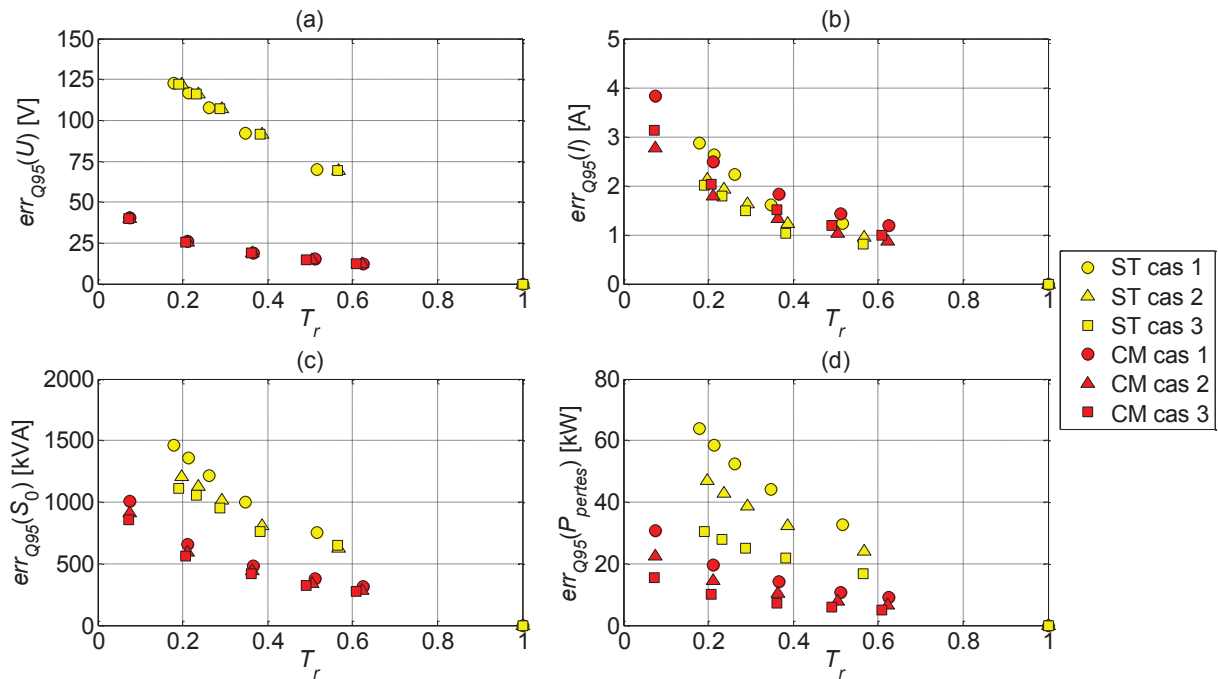 (a)
150
125
100
75
50
25
0
err_Q95(U) [V]
0 0.2 0.4 0.6 0.8 1
T_r
(b)
5
4
3
2
1
0
err_Q95(I) [A]
0 0.2 0.4 0.6 0.8 1
T_r
(c)
2000
1500
1000
500
0
err_Q95(S_0) [kVA]
0 0.2 0.4 0.6 0.8 1
T_r
(d)
80
60
40
20
0
err_Q95(P_pertes) [kW]
0 0.2 0.4 0.6 0.8 1
T_r
ST cas 1
ST cas 2
ST cas 3
CM cas 1
CM cas 2
CM cas 3